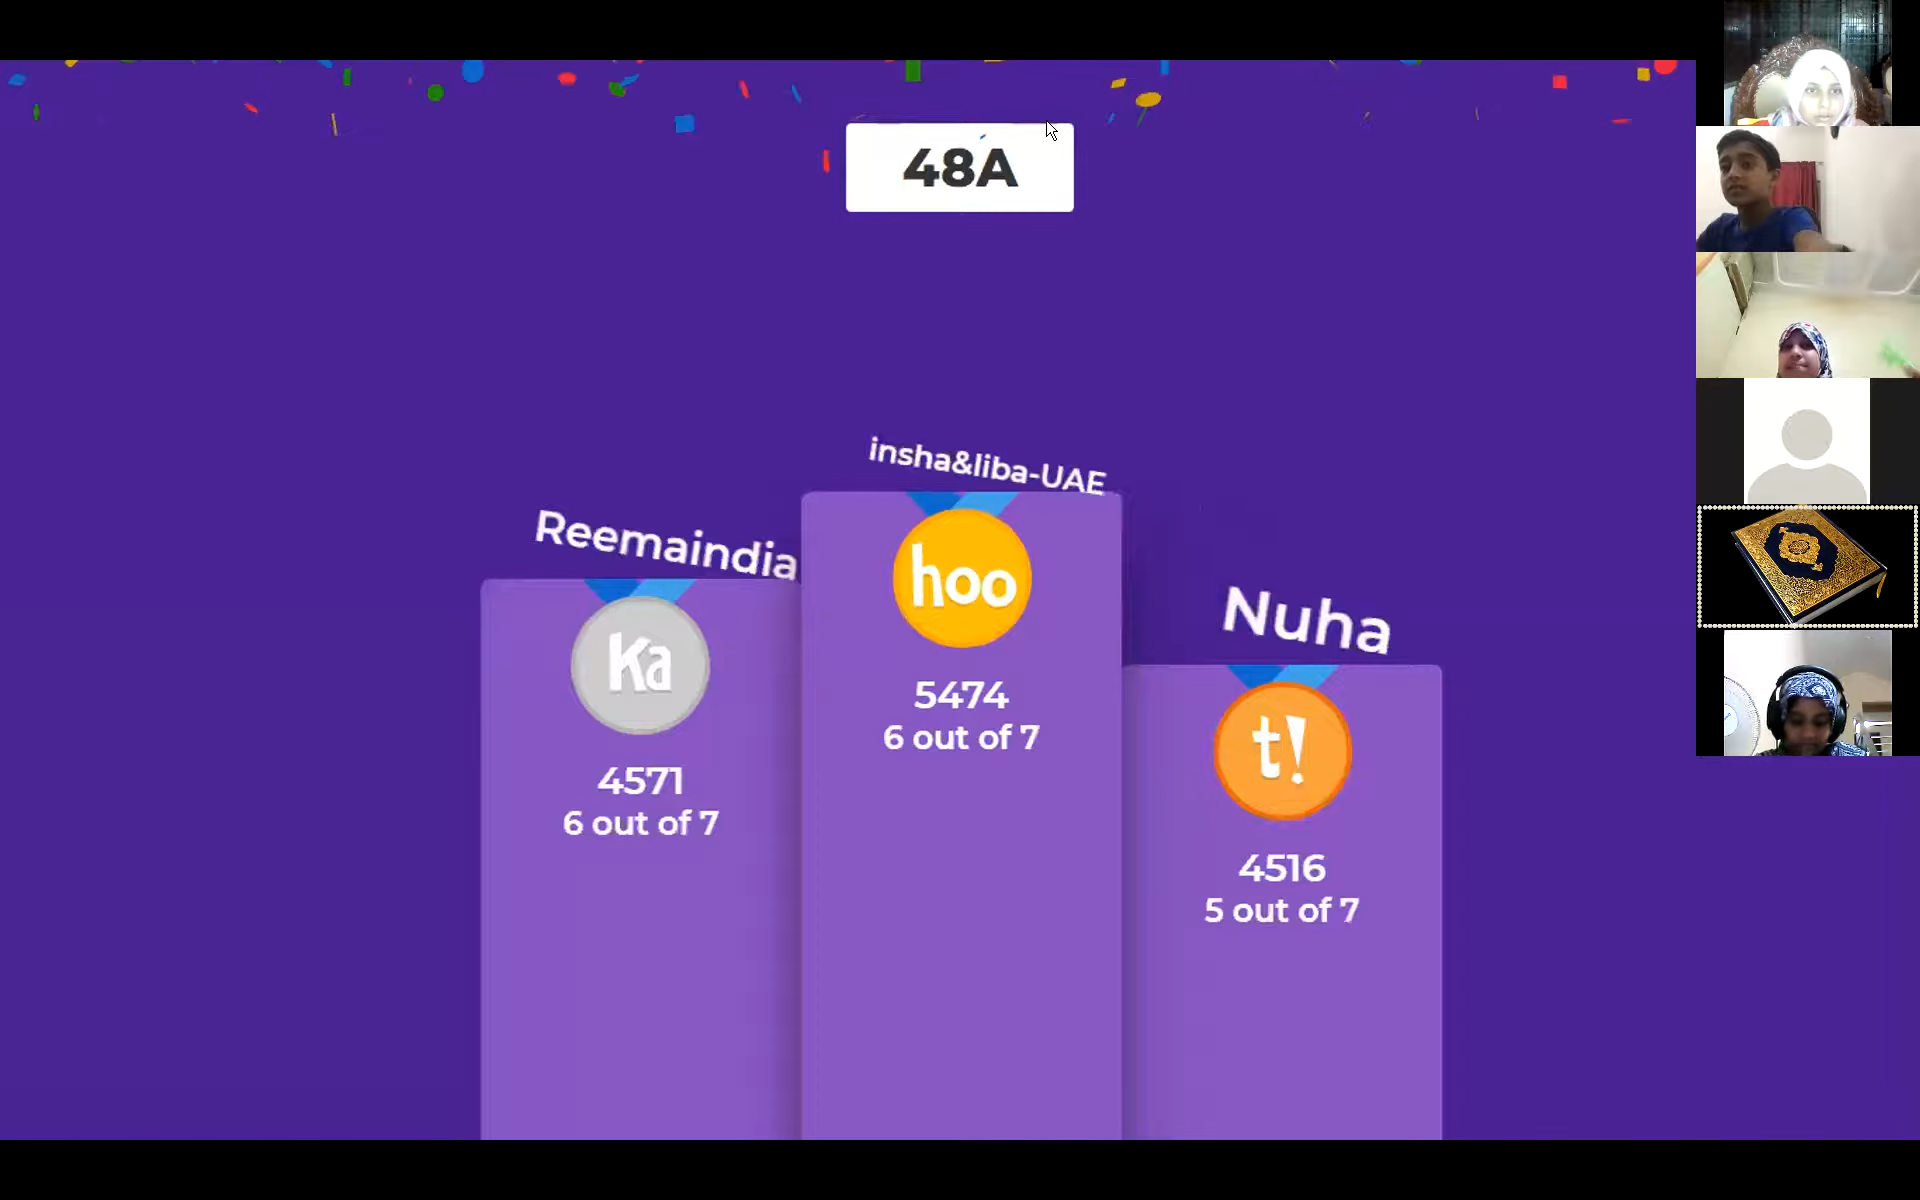 48A
insha&liba-UAE
Reemaindia
Nuha
hoo
5474
6 out of 7
Ka
4571
6 out of 7
t!
4516
5 out of 7